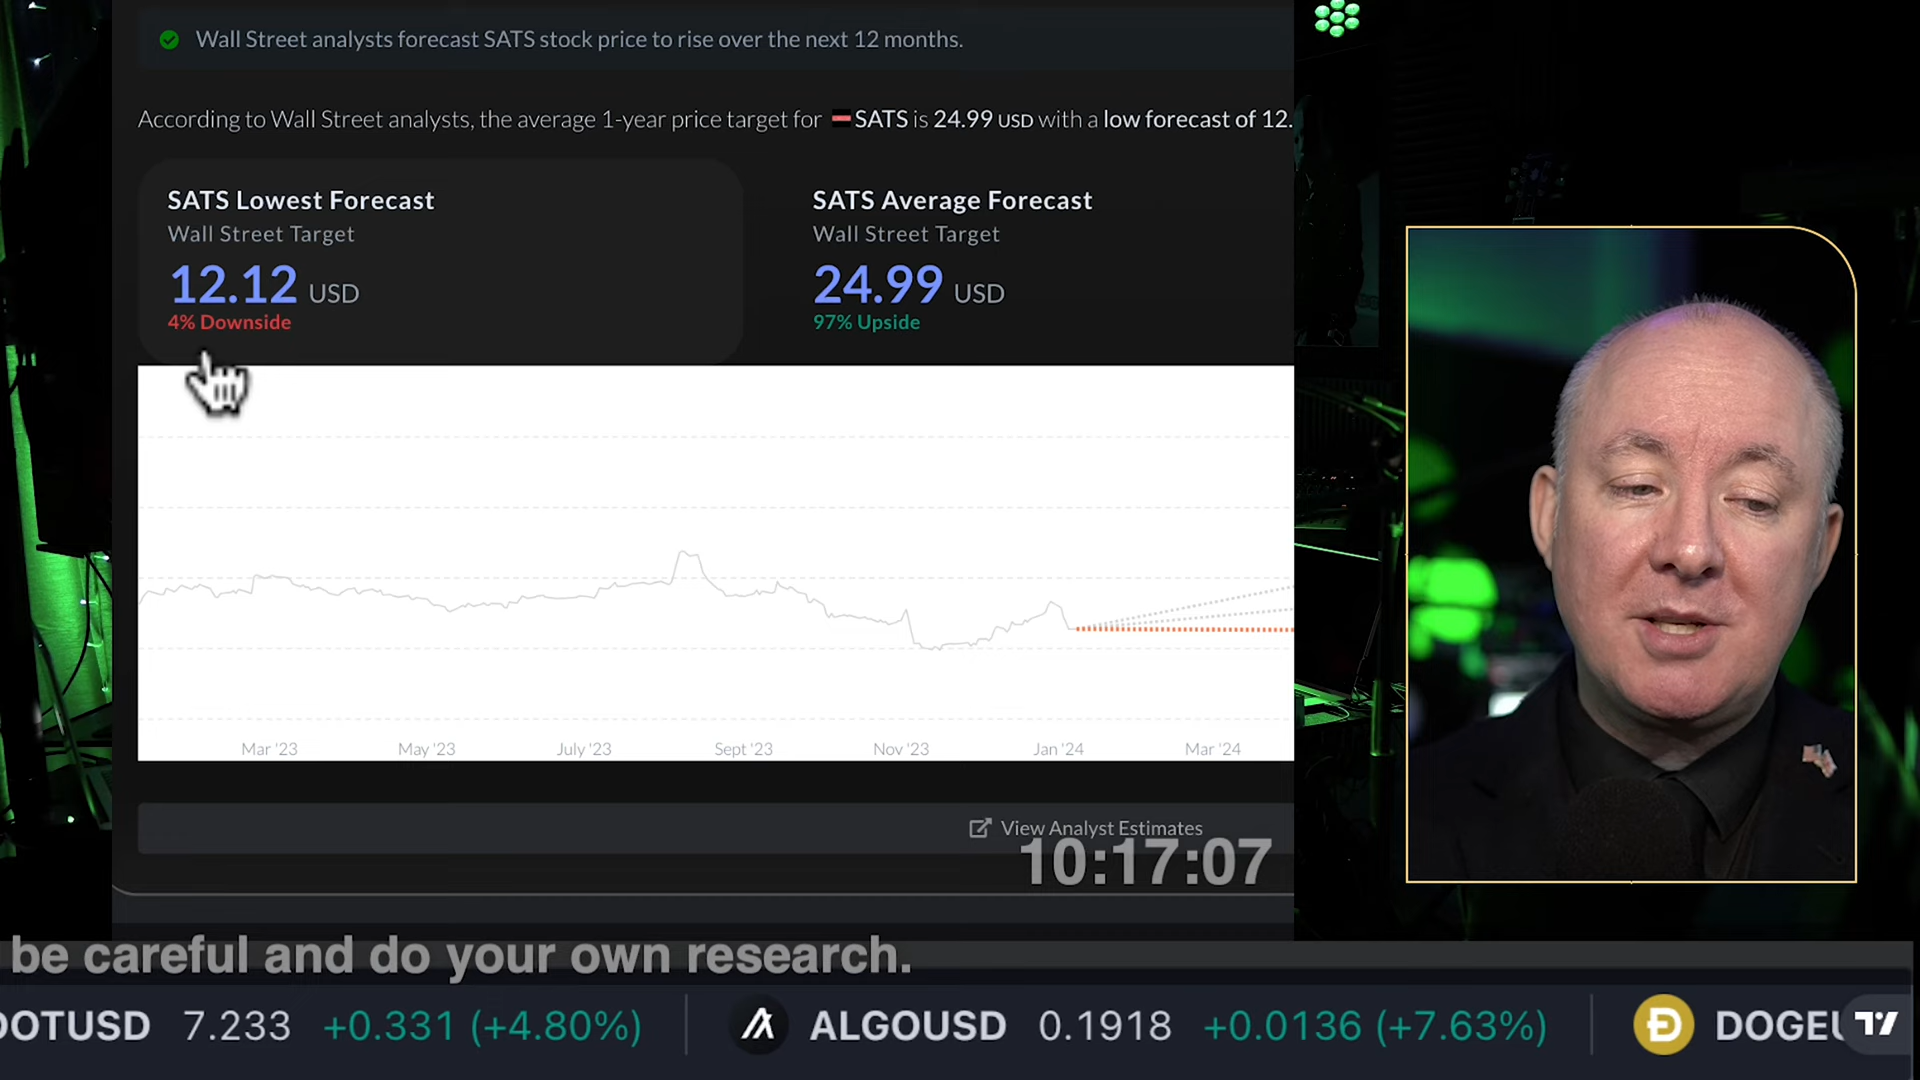 Wall Street analysts forecast SATS stock price to rise over the next 12 months.
According to Wall Street analysts, the average 1-year price target for SATS is 24.99 USD with a low forecast of 12.
SATS Lowest Forecast
Wall Street Target
12.12 USD
4% Downside
SATS Average Forecast
Wall Street Target
24.99 USD
97% Upside
Mar '23 May '23 July '23 Sept '23 Nov '23 Jan '24 Mar '24
View Analyst Estimates
10:17:07
be careful and do your own research.
OTUSD 7.233 +0.331 (+4.80%) ALGOUSD 0.1918 +0.0136 (+7.63%) DOGEU